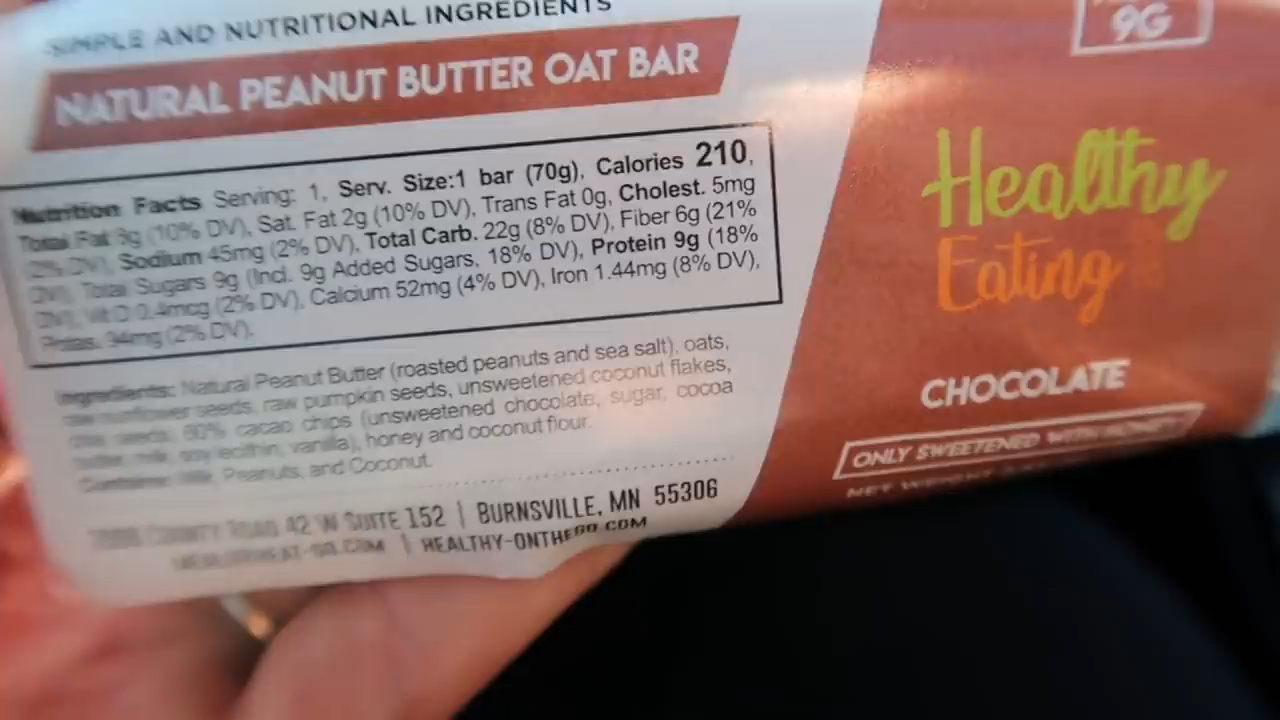 SIMPLE AND NUTRITIONAL INGREDIENTS
NATURAL PEANUT BUTTER OAT BAR
Nutrition Facts Serving: 1, Serv. Size:1 bar (70g), Calories 210,
Total Fat 8g (10% DV), Sat. Fat 2g (10% DV), Trans Fat 0g, Cholest. 5mg
(2% DV), Sodium 45mg (2% DV), Total Carb. 22g (8% DV), Fiber 6g (21%
DV), Total Sugars 9g (Incl. 9g Added Sugars, 18% DV), Protein 9g (18%
DV), Vit D 0.4mcg (2% DV), Calcium 52mg (4% DV), Iron 1.44mg (8% DV),
Potas. 94mg (2% DV).
Ingredients: Natural Peanut Butter (roasted peanuts and sea salt), oats,
raw sunflower seeds, raw pumpkin seeds, unsweetened coconut flakes,
chia seeds, 60% cacao chips (unsweetened chocolate, sugar, cocoa
butter, milk, soy lecithin, vanilla), honey and coconut flour.
Contains: Milk, Peanuts, and Coconut.
COUNTY ROAD 42 W SUITE 152 | BURNSVILLE, MN 55306
| HEALTHY-ONTHEGO.COM
9G
Healthy
Eating
CHOCOLATE
ONLY SWEETENED WITH HONEY
NET WEIGHT